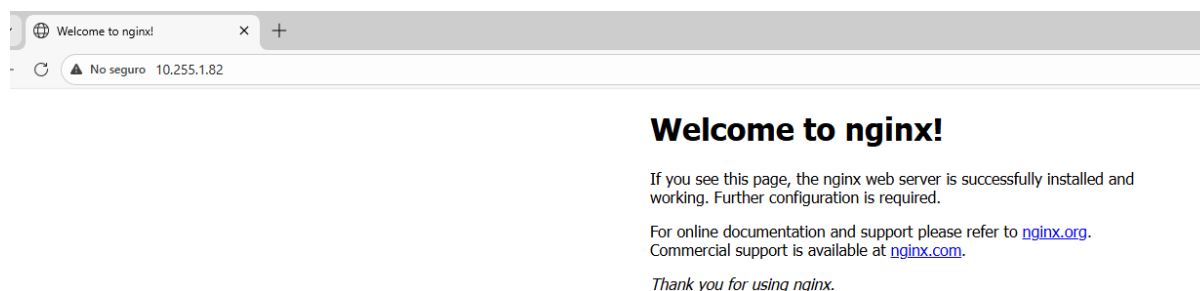 Welcome to nginx!
No seguro 10.255.1.82
Welcome to nginx!
If you see this page, the nginx web server is successfully installed and
working. Further configuration is required.
For online documentation and support please refer to nginx.org.
Commercial support is available at nginx.com.
Thank you for using nginx.